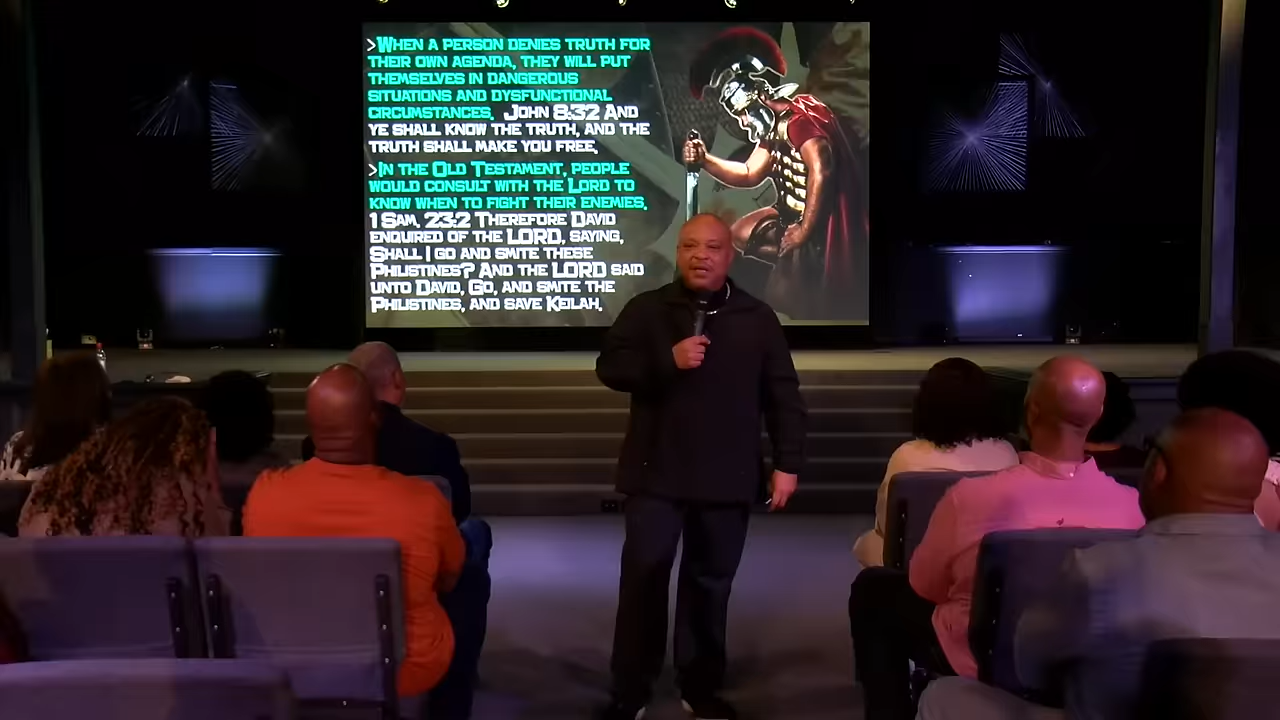 >When a person denies truth for
their own agenda, they will put
themselves in dangerous
situations and dysfunctional
circumstances. John 8:32 And
ye shall know the truth, and the
truth shall make you free.
>In the Old Testament, people
would consult with the Lord to
know when to fight their enemies.
1 Sam. 23:2 Therefore David
enquired of the LORD, saying,
Shall I go and smite these
Philistines? And the LORD said
unto David, Go, and smite the
Philistines, and save Keilah.